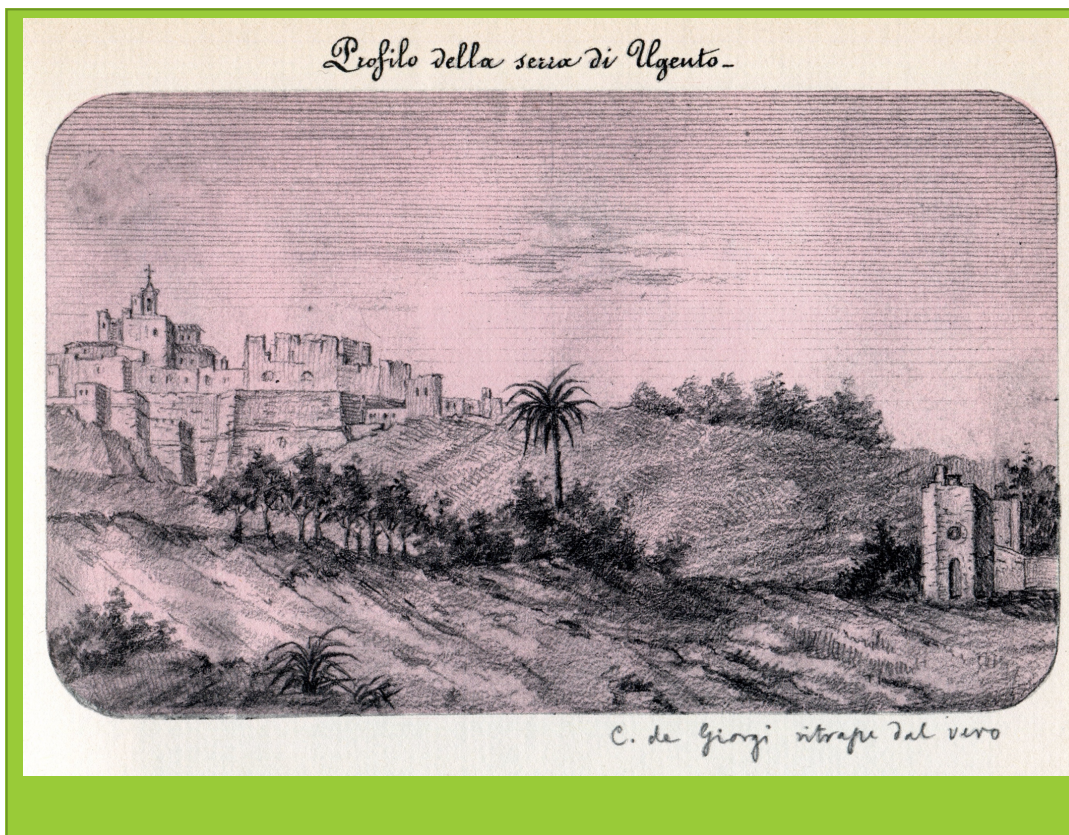 Profilo della serra di Ugento_
C. de Giorgi ritrasse dal vero